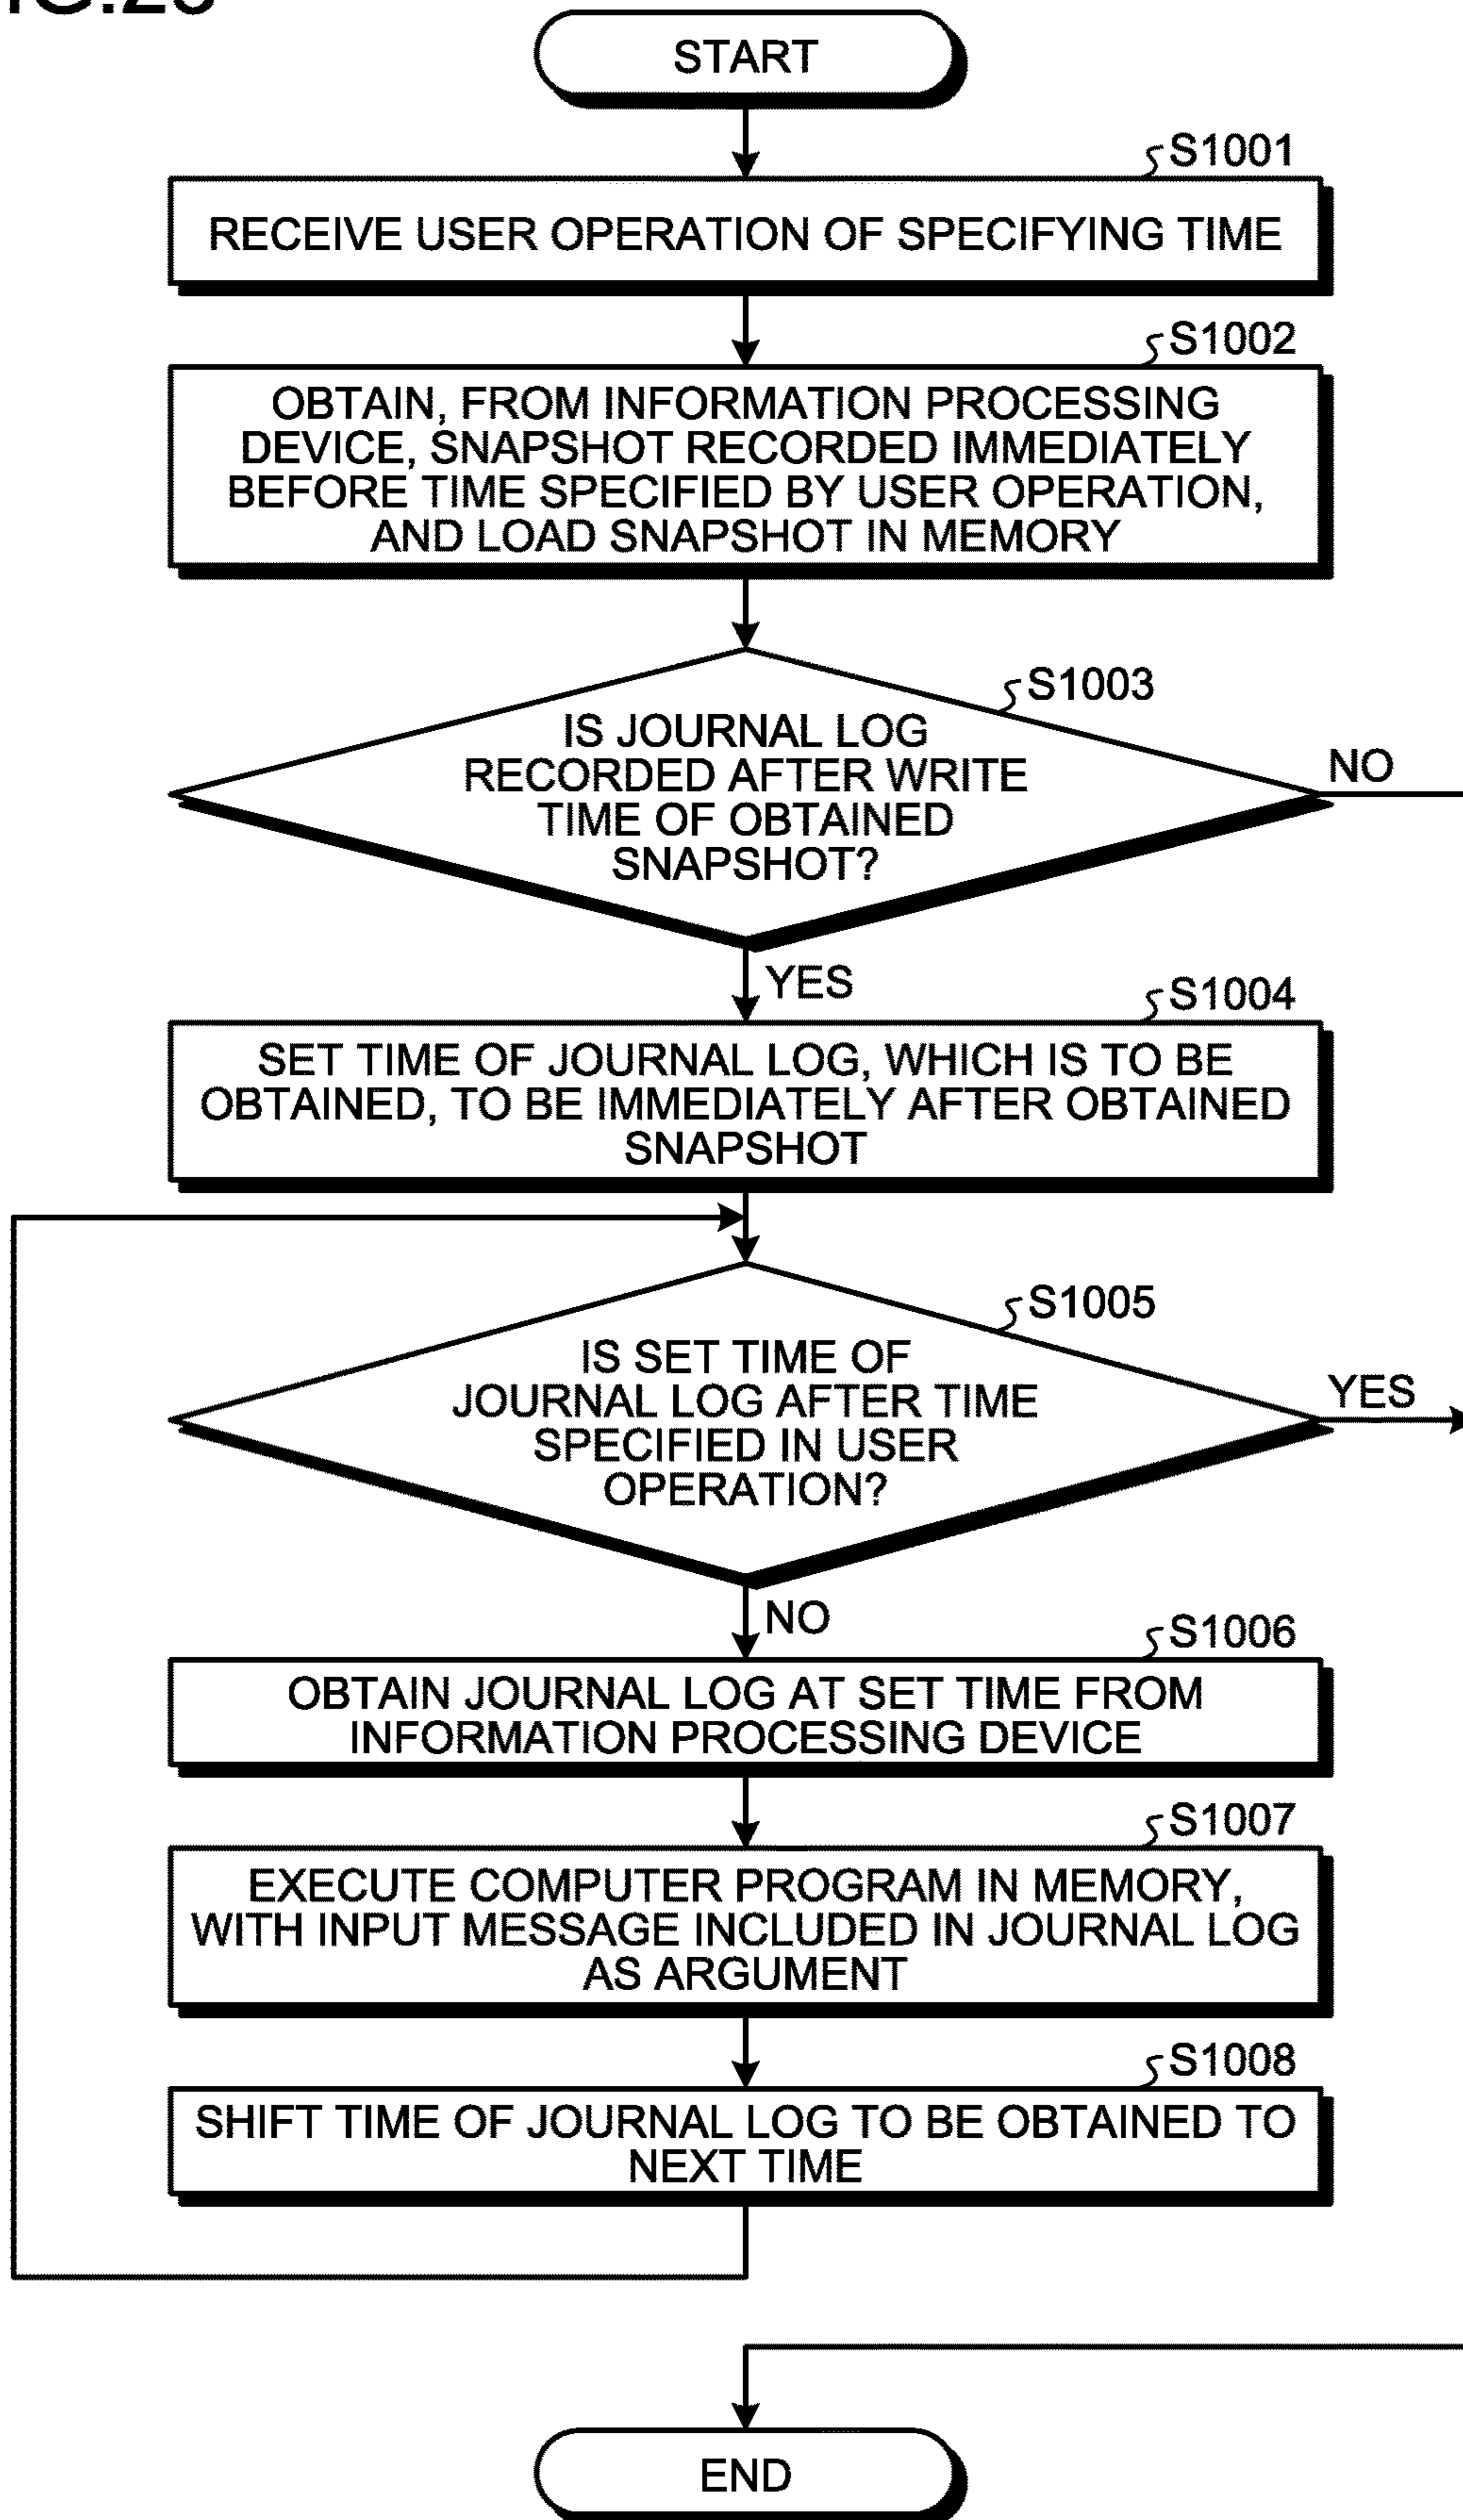 START
S1001
RECEIVE USER OPERATION OF SPECIFYING TIME
S1002
OBTAIN, FROM INFORMATION PROCESSING
DEVICE, SNAPSHOT RECORDED IMMEDIATELY
BEFORE TIME SPECIFIED BY USER OPERATION,
AND LOAD SNAPSHOT IN MEMORY
S1003
IS JOURNAL LOG
RECORDED AFTER WRITE
TIME OF OBTAINED
SNAPSHOT?
NO
YES
S1004
SET TIME OF JOURNAL LOG, WHICH IS TO BE
OBTAINED, TO BE IMMEDIATELY AFTER OBTAINED
SNAPSHOT
S1005
IS SET TIME OF
JOURNAL LOG AFTER TIME
SPECIFIED IN USER
OPERATION?
YES
NO
S1006
OBTAIN JOURNAL LOG AT SET TIME FROM
INFORMATION PROCESSING DEVICE
S1007
EXECUTE COMPUTER PROGRAM IN MEMORY,
WITH INPUT MESSAGE INCLUDED IN JOURNAL LOG
AS ARGUMENT
S1008
SHIFT TIME OF JOURNAL LOG TO BE OBTAINED TO
NEXT TIME
END